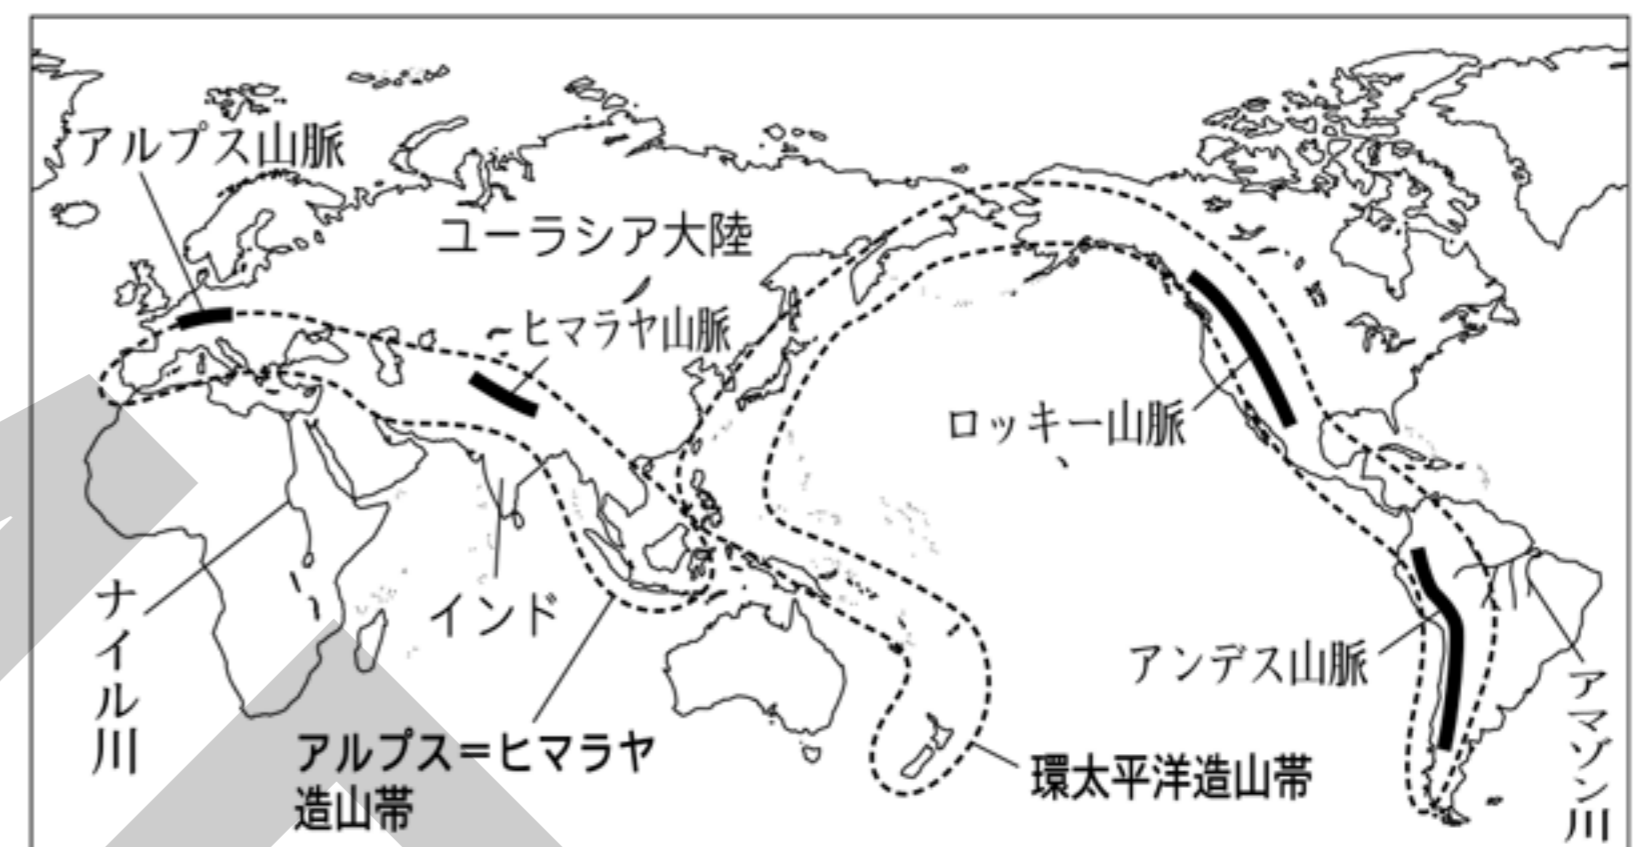 アルプス山脈
ユーラシア大陸
ヒマラヤ山脈
ロッキー山脈
ナイル川
インド
アンデス山脈
アマゾン川
アルプス＝ヒマラヤ
造山帯
環太平洋造山帯